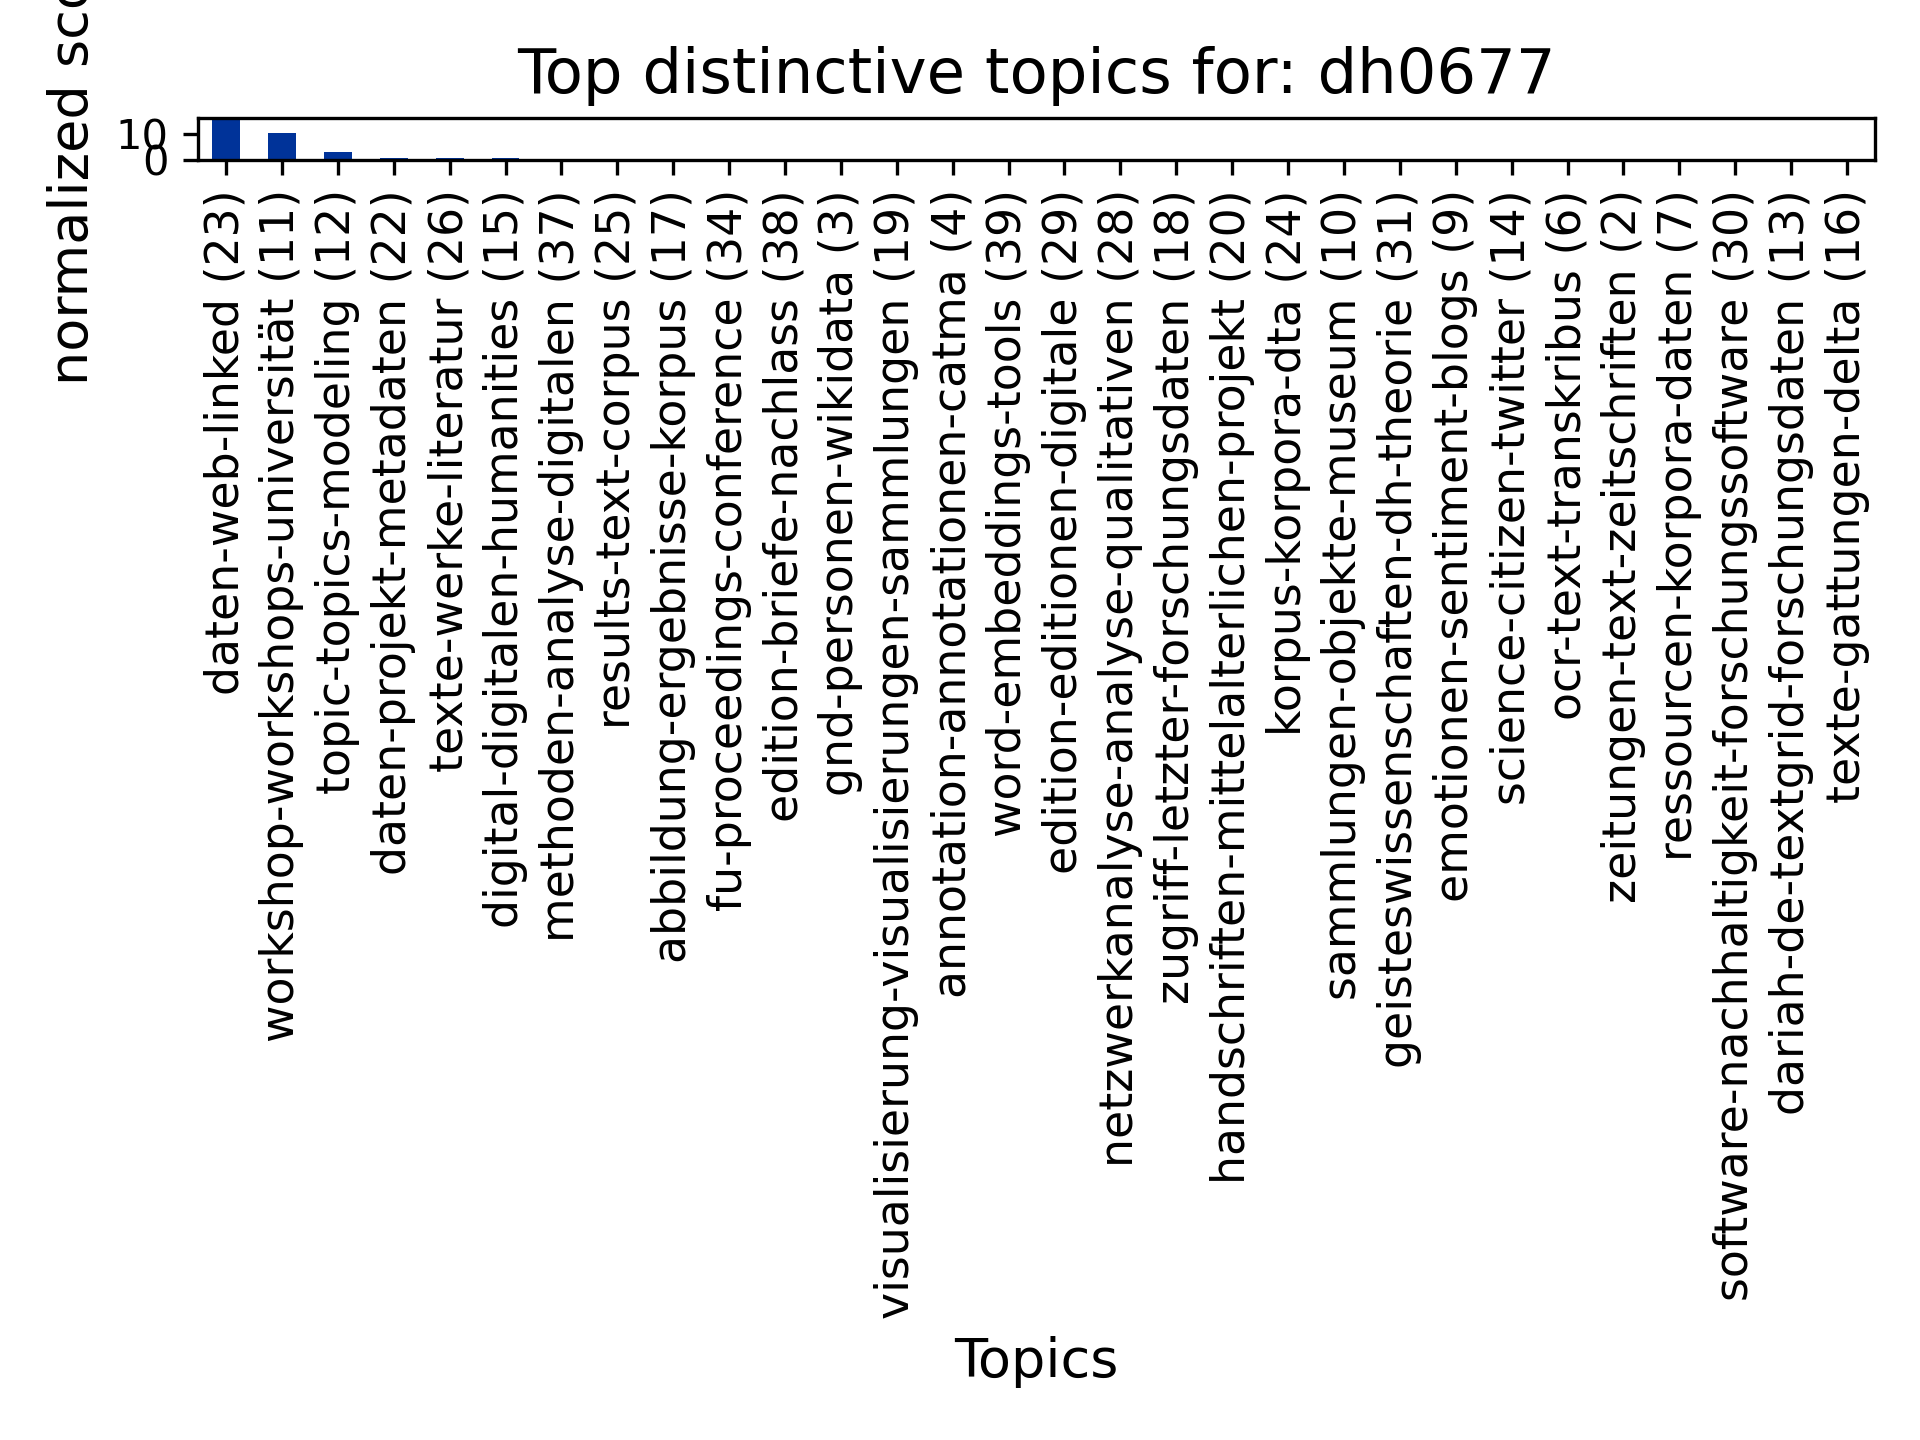 Top distinctive topics for: dh0677
normalized
10
0
daten-web-linked (23)
workshop-workshops-universität (11)
topic-topics-modeling (12)
daten-projekt-metadaten (22)
texte-werke-literatur (26)
digital-digitalen-humanities (15)
methoden-analyse-digitalen (37)
results-text-corpus (25)
abbildung-ergebnisse-korpus (17)
fu-proceedings-conference (34)
edition-briefe-nachlass (38)
gnd-personen-wikidata (3)
visualisierung-visualisierungen-sammlungen (19)
annotation-annotationen-catma (4)
word-embeddings-tools (39)
edition-editionen-digitale (29)
netzwerkanalyse-analyse-qualitativen (28)
zugriff-letzter-forschungsdaten (18)
handschriften-mittelalterlichen-projekt (20)
korpus-korpora-dta (24)
sammlungen-objekte-museum (10)
geisteswissenschaften-dh-theorie (31)
emotionen-sentiment-blogs (9)
science-citizen-twitter (14)
ocr-text-transkribus (6)
zeitungen-text-zeitschriften (2)
ressourcen-korpora-daten (7)
software-nachhaltigkeit-forschungssoftware (30)
dariah-de-textgrid-forschungsdaten (13)
texte-gattungen-delta (16)
Topics